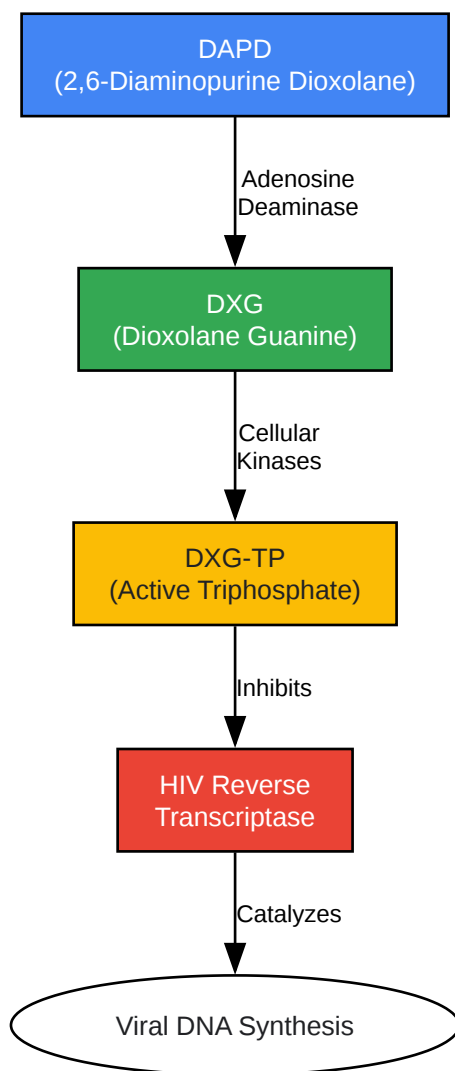 DAPD
(2,6-Diaminopurine Dioxolane)
Adenosine
Deaminase
DXG
(Dioxolane Guanine)
Cellular
Kinases
DXG-TP
(Active Triphosphate)
Inhibits
HIV Reverse
Transcriptase
Catalyzes
Viral DNA Synthesis